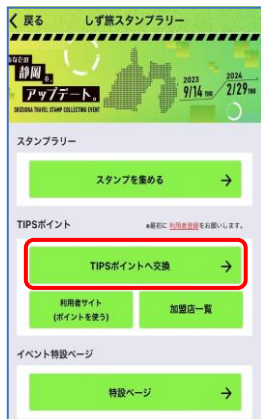 戻る しず旅スタンプラリー
あなたの
静岡を、
アップデート。
SHIZUOKA TRAVEL STAMP COLLECTING EVENT
2023 2024
9/14 THU 2/29 THU
スタンプラリー
スタンプを集める →
TIPSポイント ※最初に 利用者登録をお願いします。
TIPSポイントへ交換 →
利用者サイト
(ポイントを使う)
加盟店一覧
イベント特設ページ
特設ページ →